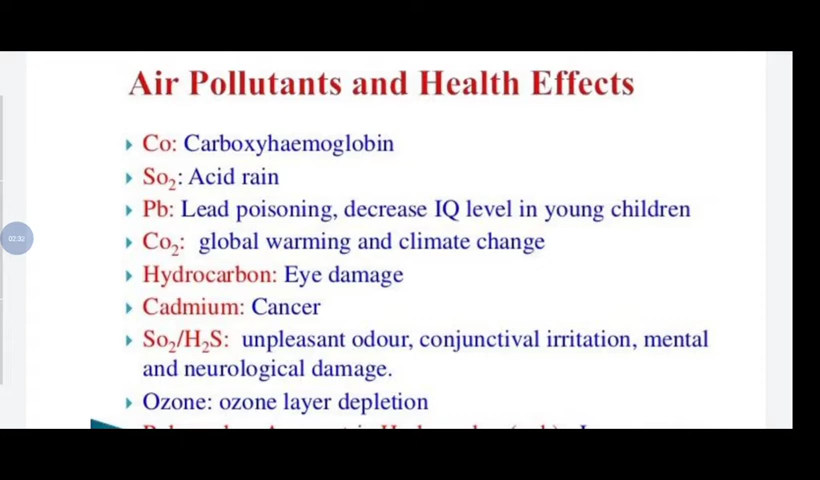 Air Pollutants and Health Effects
Co: Carboxyhaemoglobin
So₂: Acid rain
Pb: Lead poisoning, decrease IQ level in young children
Co₂: global warming and climate change
Hydrocarbon: Eye damage
Cadmium: Cancer
So₂/H₂S: unpleasant odour, conjunctival irritation, mental
and neurological damage.
02:32
Ozone: ozone layer depletion